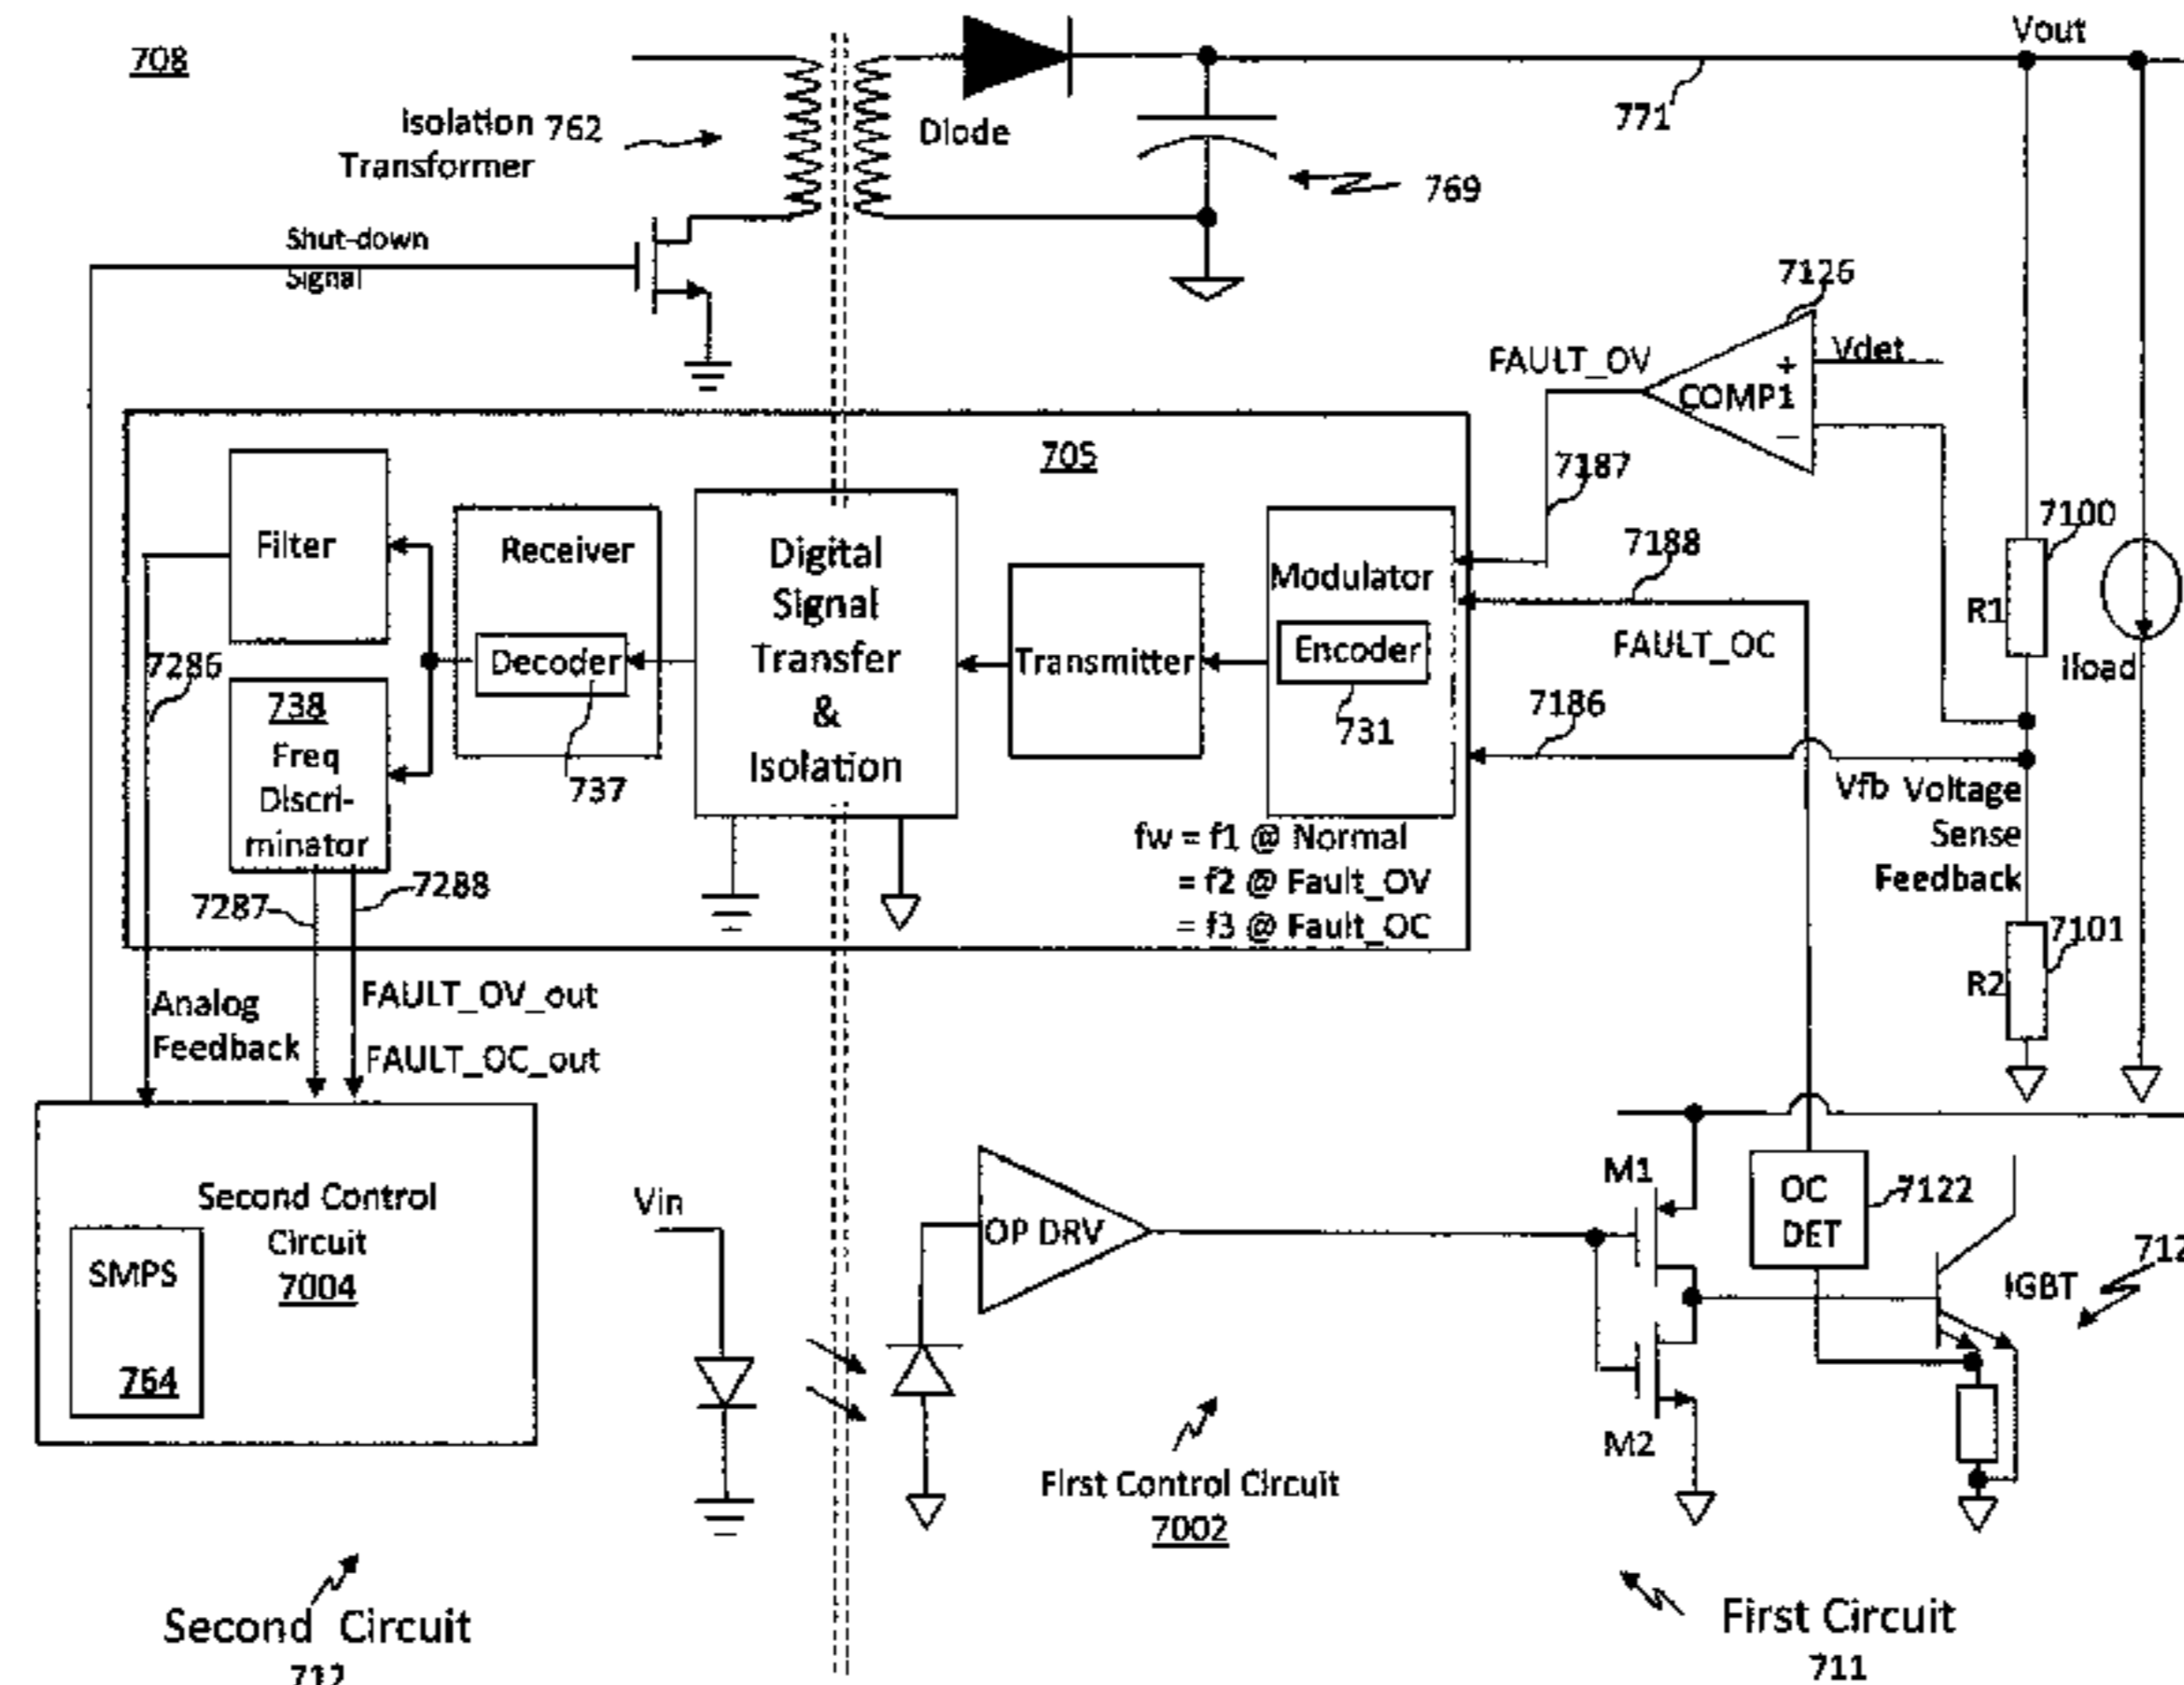 708
Vout
Isolation 762
Transformer
Diode
771
769
Shut-down
Signal
7126
FAULT_OV
Vdet
+
COMP1
–
705
7187
7100
7188
Filter
Receiver
Digital
Signal
Transfer
&
Isolation
Modulator
Encoder
731
Transmitter
Decoder
737
FAULT_OC
R1
Iload
7286
738
Freq
Discri-
minator
7186
Vfb Voltage
Sense
Feedback
fw = f1 @ Normal
= f2 @ Fault_OV
= f3 @ Fault_OC
7287
7288
7101
R2
Analog
Feedback
FAULT_OV_out
FAULT_OC_out
Second Control
Circuit
7004
SMPS
764
Vin
OP DRV
M1
OC
DET
7122
IGBT
M2
First Control Circuit
7002
Second Circuit
712
First Circuit
711